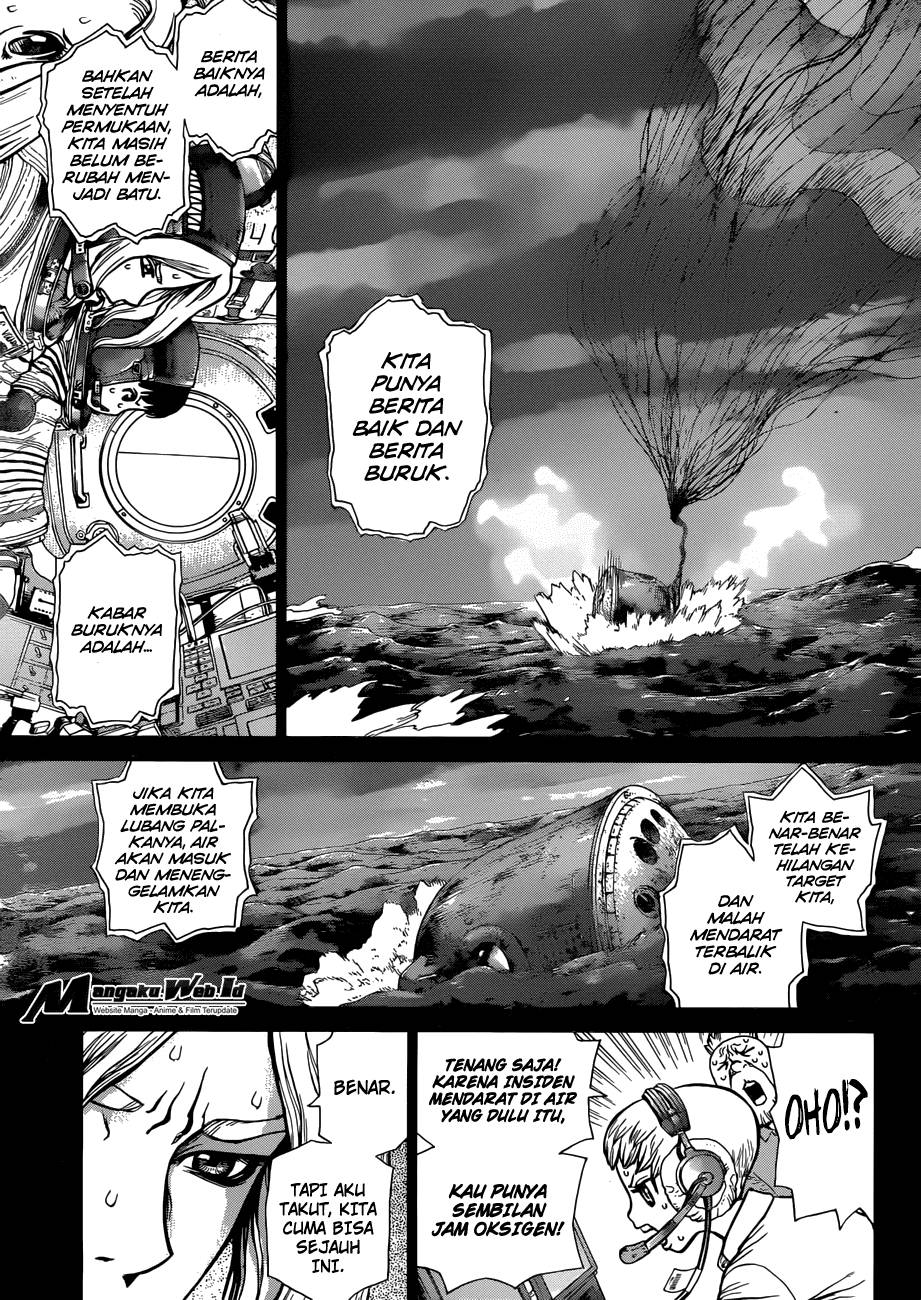 KITA
PUNYA
BERITA
BAIK DAN
BERITA
BURUK.
BERITA
BAIKNYA
ADALAH,
BAHKAN
SETELAH
MENYENTUH
PERMUKAAN,
KITA MASIH
BELUM BE-
RUBAH MEN-
JADI BATU.
KABAR
BURUKNYA
ADALAH...
KITA BE-
NAR-BENAR
TELAH KE-
HILANGAN
TARGET
KITA,
DAN
MALAH
MENDARAT
TERBALIK
DI AIR.
JIKA KITA
MEMBUKA
LUBANG PAL-
KANYA, AIR
AKAN MASUK
DAN MENENG-
GELAMKAN
KITA.
Mangaku.Web.Id
Website Manga - Anime & Film Terupdate
OHO!?
TENANG SAJA!
KARENA INSIDEN
MENDARAT DI AIR
YANG DULU ITU,
KAU PUNYA
SEMBILAN
JAM OKSIGEN!
BENAR.
TAPI AKU
TAKUT, KITA
CUMA BISA
SEJAUH
INI.